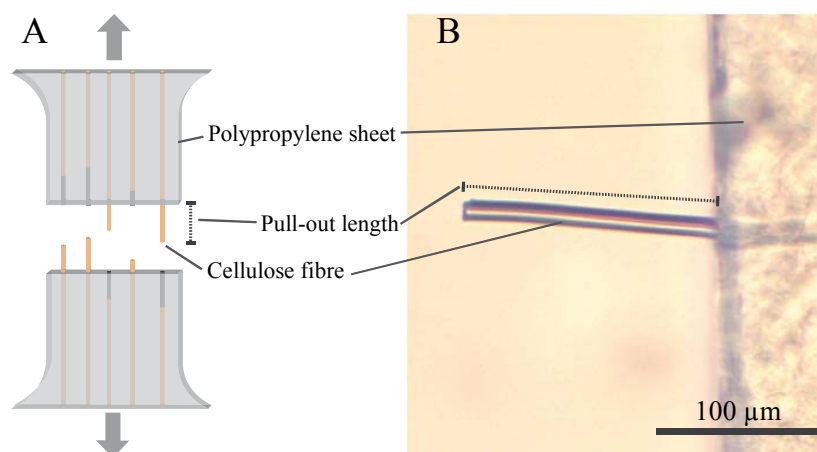 A
B
Polypropylene sheet
Pull-out length
Cellulose fibre
100 µm